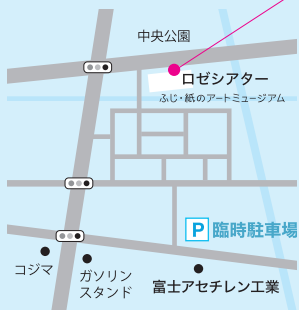 中央公園
ロゼシアター
ふじ・紙のアートミュージアム
P 臨時駐車場
コジマ
ガソリン
スタンド
富士アセチレン工業